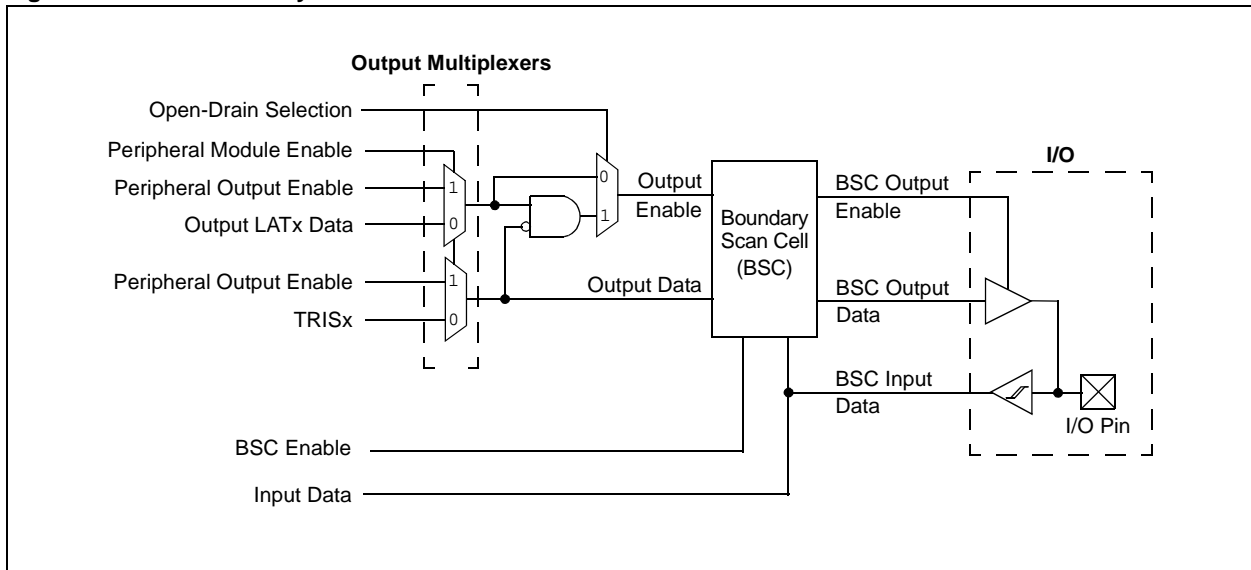 Output Multiplexers
Open-Drain Selection
Peripheral Module Enable
Peripheral Output Enable
Output LATx Data
Peripheral Output Enable
TRISx
1
0
1
0
0
1
Output
Enable
Output Data
Boundary
Scan Cell
(BSC)
BSC Output
Enable
BSC Output
Data
BSC Input
Data
I/O
I/O Pin
BSC Enable
Input Data